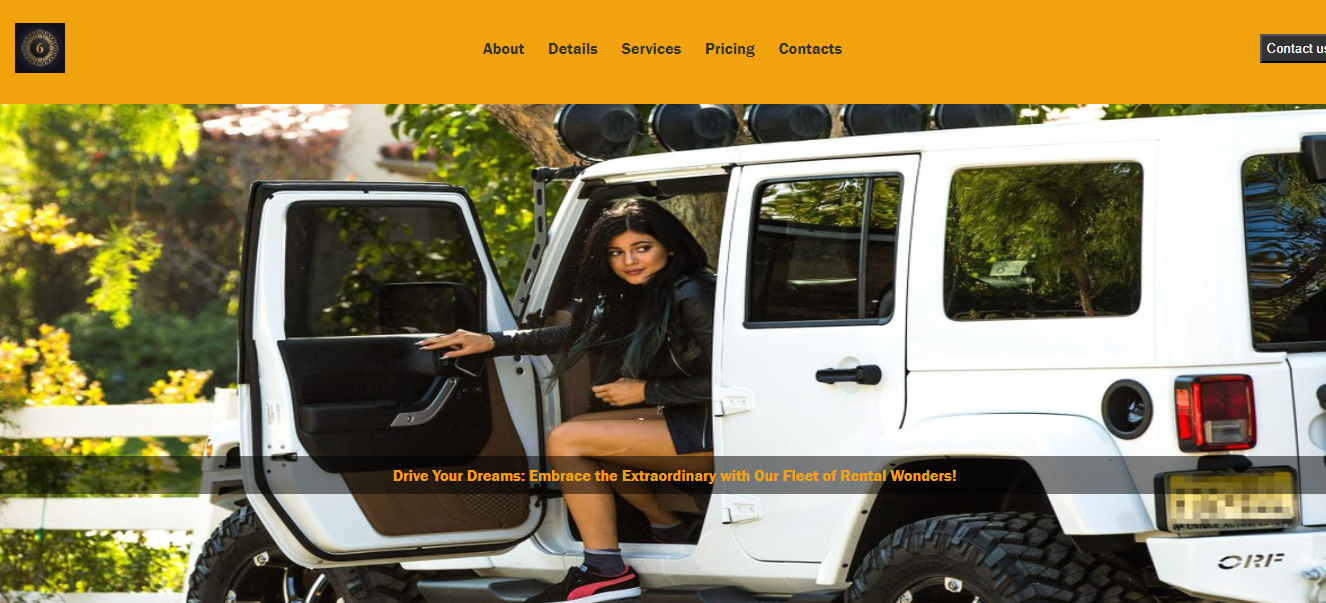 6
About Details Services Pricing Contacts
Contact us
Drive Your Dreams: Embrace the Extraordinary with Our Fleet of Rental Wonders!
ORF